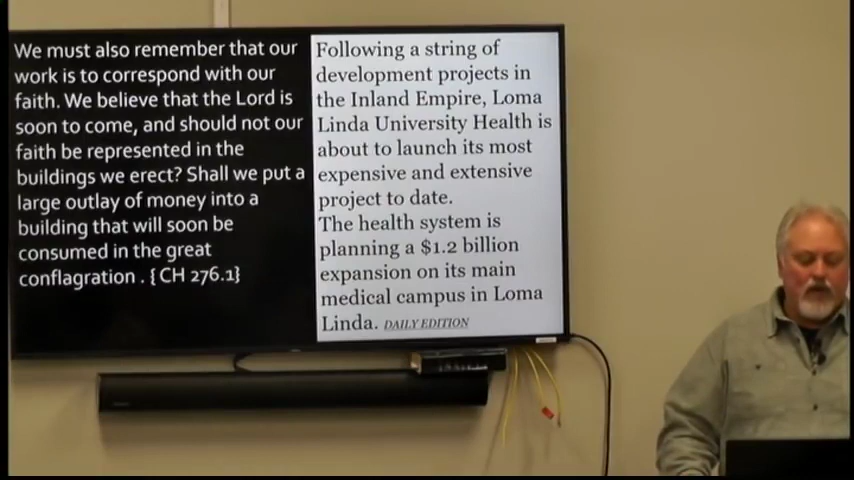 We must also remember that our
work is to correspond with our
faith. We believe that the Lord is
soon to come, and should not our
faith be represented in the
buildings we erect? Shall we put a
large outlay of money into a
building that will soon be
consumed in the great
conflagration . { CH 276.1}
Following a string of
development projects in
the Inland Empire, Loma
Linda University Health is
about to launch its most
expensive and extensive
project to date.
The health system is
planning a $1.2 billion
expansion on its main
medical campus in Loma
Linda. DAILY EDITION